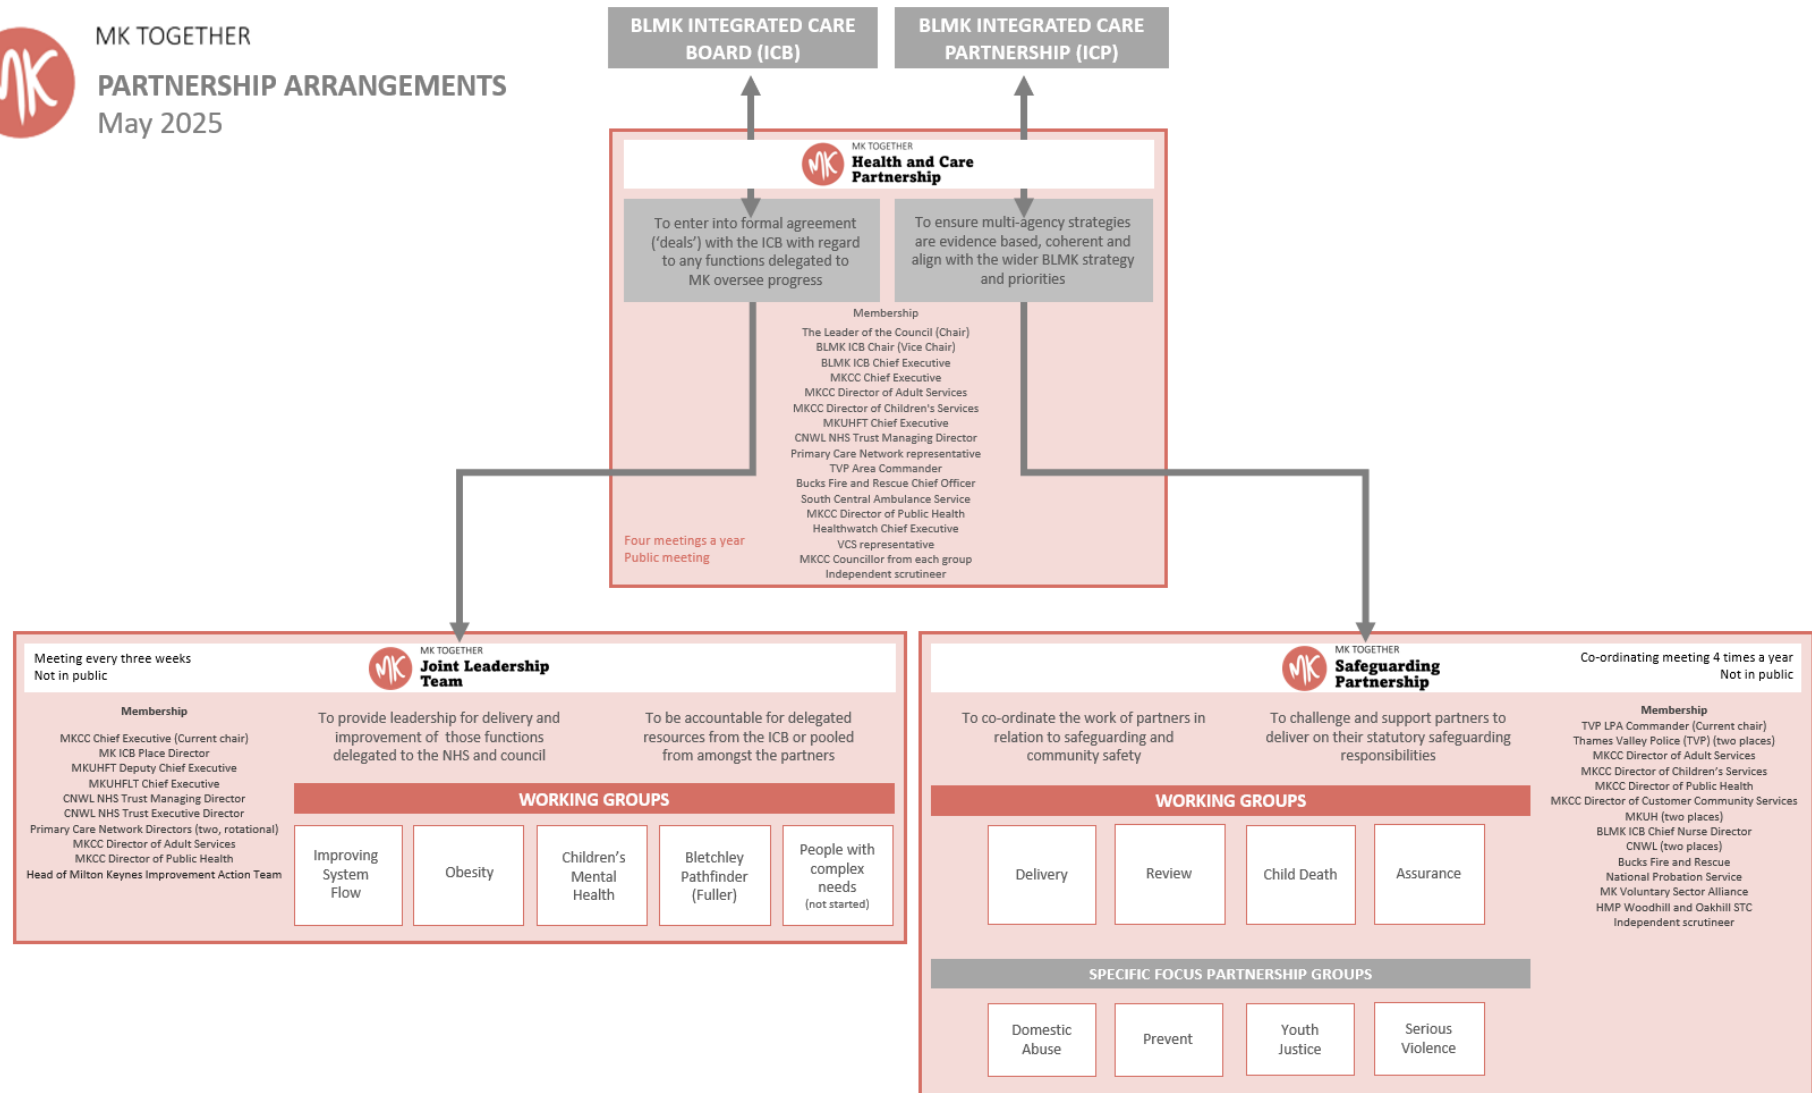 MK
MK TOGETHER
PARTNERSHIP ARRANGEMENTS
May 2025
BLMK INTEGRATED CARE
BOARD (ICB)
BLMK INTEGRATED CARE
PARTNERSHIP (ICP)
MK
MK TOGETHER
Health and Care
Partnership
To enter into formal agreement
(‘deals’) with the ICB with regard
to any functions delegated to
MK oversee progress
To ensure multi-agency strategies
are evidence based, coherent and
align with the wider BLMK strategy
and priorities
Membership
The Leader of the Council (Chair)
BLMK ICB Chair (Vice Chair)
BLMK ICB Chief Executive
MKCC Chief Executive
MKCC Director of Adult Services
MKCC Director of Children's Services
MKUHFT Chief Executive
CNWL NHS Trust Managing Director
Primary Care Network representative
TVP Area Commander
Bucks Fire and Rescue Chief Officer
South Central Ambulance Service
MKCC Director of Public Health
Healthwatch Chief Executive
VCS representative
MKCC Councillor from each group
Independent scrutineer
Four meetings a year
Public meeting
Meeting every three weeks
Not in public
MK
MK TOGETHER
Joint Leadership
Team
Membership
MKCC Chief Executive (Current chair)
MK ICB Place Director
MKUHFT Deputy Chief Executive
MKUHFLT Chief Executive
CNWL NHS Trust Managing Director
CNWL NHS Trust Executive Director
Primary Care Network Directors (two, rotational)
MKCC Director of Adult Services
MKCC Director of Public Health
Head of Milton Keynes Improvement Action Team
To provide leadership for delivery and
improvement of those functions
delegated to the NHS and council
To be accountable for delegated
resources from the ICB or pooled
from amongst the partners
WORKING GROUPS
Improving
System
Flow
Obesity
Children’s
Mental
Health
Bletchley
Pathfinder
(Fuller)
People with
complex
needs
(not started)
MK
MK TOGETHER
Safeguarding
Partnership
Co-ordinating meeting 4 times a year
Not in public
To co-ordinate the work of partners in
relation to safeguarding and
community safety
To challenge and support partners to
deliver on their statutory safeguarding
responsibilities
Membership
TVP LPA Commander (Current chair)
Thames Valley Police (TVP) (two places)
MKCC Director of Adult Services
MKCC Director of Children’s Services
MKCC Director of Public Health
MKCC Director of Customer Community Services
MKUH (two places)
BLMK ICB Chief Nurse Director
CNWL (two places)
Bucks Fire and Rescue
National Probation Service
MK Voluntary Sector Alliance
HMP Woodhill and Oakhill STC
Independent scrutineer
WORKING GROUPS
Delivery
Review
Child Death
Assurance
SPECIFIC FOCUS PARTNERSHIP GROUPS
Domestic
Abuse
Prevent
Youth
Justice
Serious
Violence